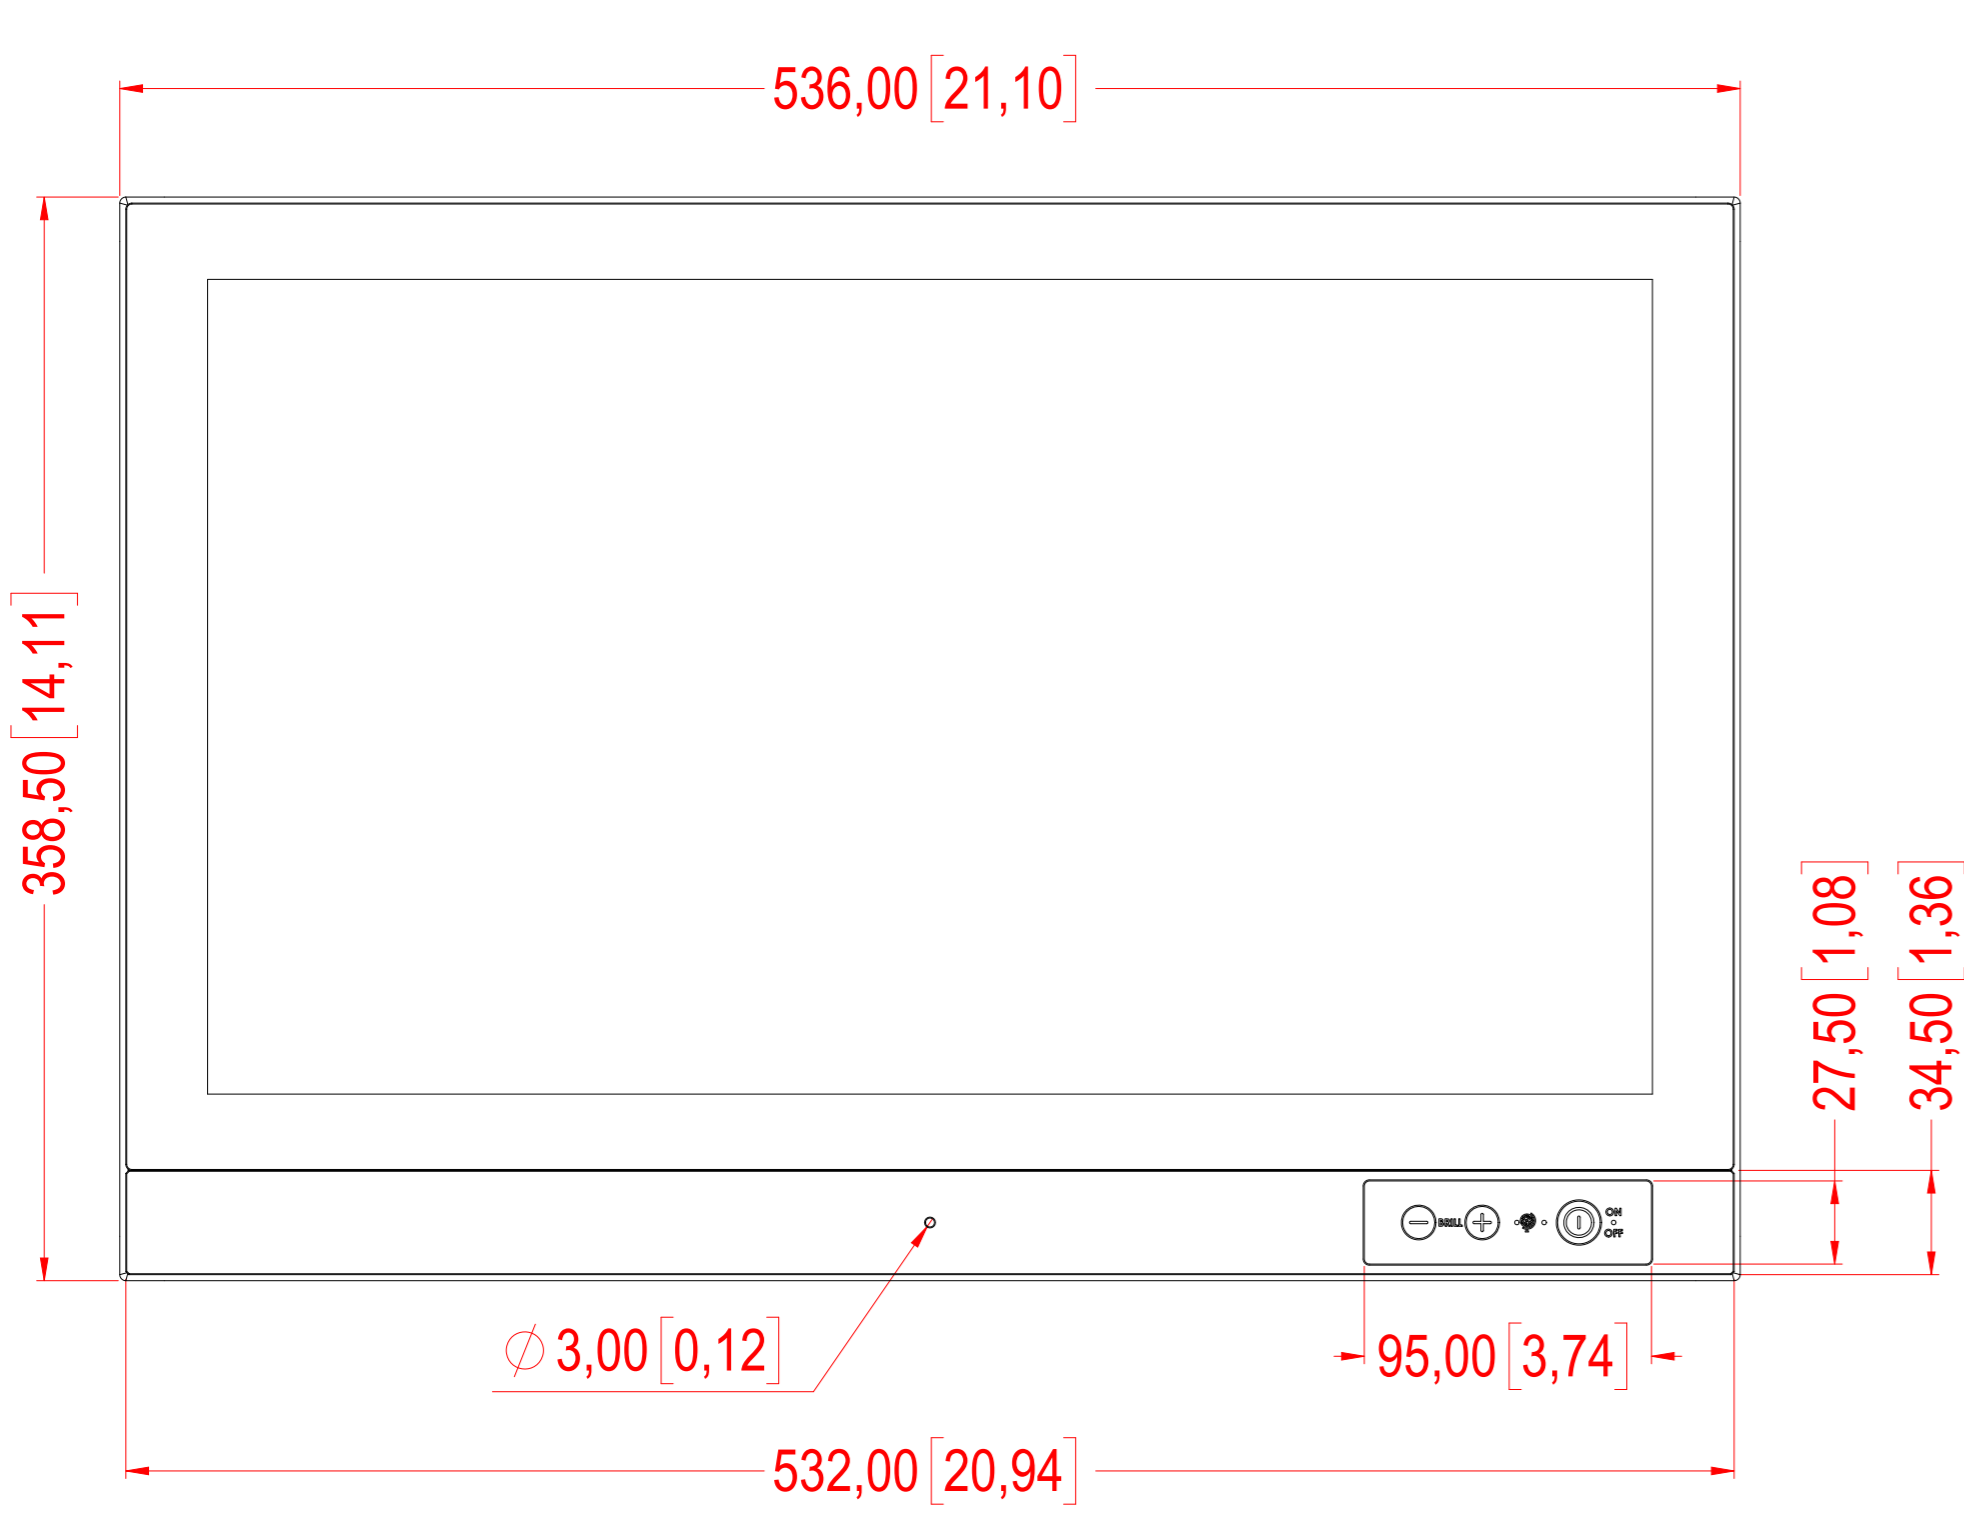 536,00[21,10]
358,50[14,11]
27,50[1,08]
34,50[1,36]
BRILL
ON
OFF
Ø 3,00[0,12]
95,00[3,74]
532,00[20,94]